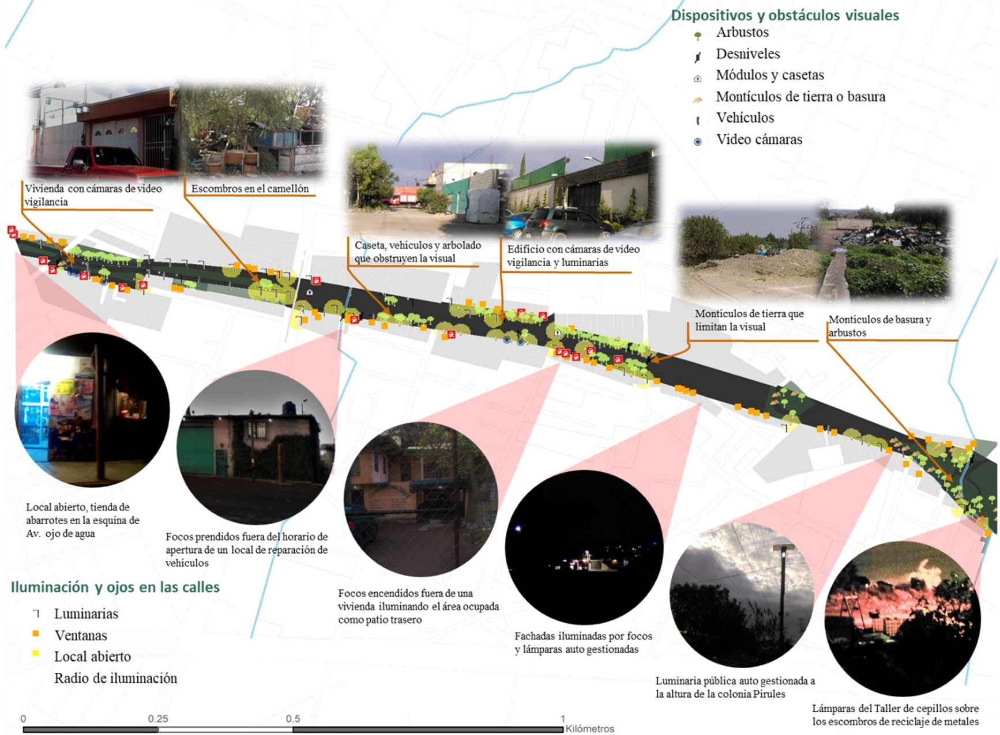 Dispositivos y obstáculos visuales
Arbustos
Desniveles
Módulos y casetas
Montículos de tierra o basura
Vehículos
Video cámaras
Vivienda con cámaras de video
vigilancia
Escombros en el camellón
Caseta, vehículos y arbolado
que obstruyen la visual
Edificio con cámaras de video
vigilancia y luminarias
Montículos de tierra que
limitan la visual
Montículos de basura y
arbustos
Local abierto, tienda de
abarrotes en la esquina de
Av. ojo de agua
Focos prendidos fuera del horario de
apertura de un local de reparación de
vehículos
Focos encendidos fuera de una
vivienda iluminando el área ocupada
como patio trasero
Fachadas iluminadas por focos
y lámparas auto gestionadas
Luminaria pública auto gestionada a
la altura de la colonia Pirules
Lámparas del Taller de cepillos sobre
los escombros de reciclaje de metales
Iluminación y ojos en las calles
Luminarias
Ventanas
Local abierto
Radio de iluminación
0 0.25 0.5 1
Kilómetros